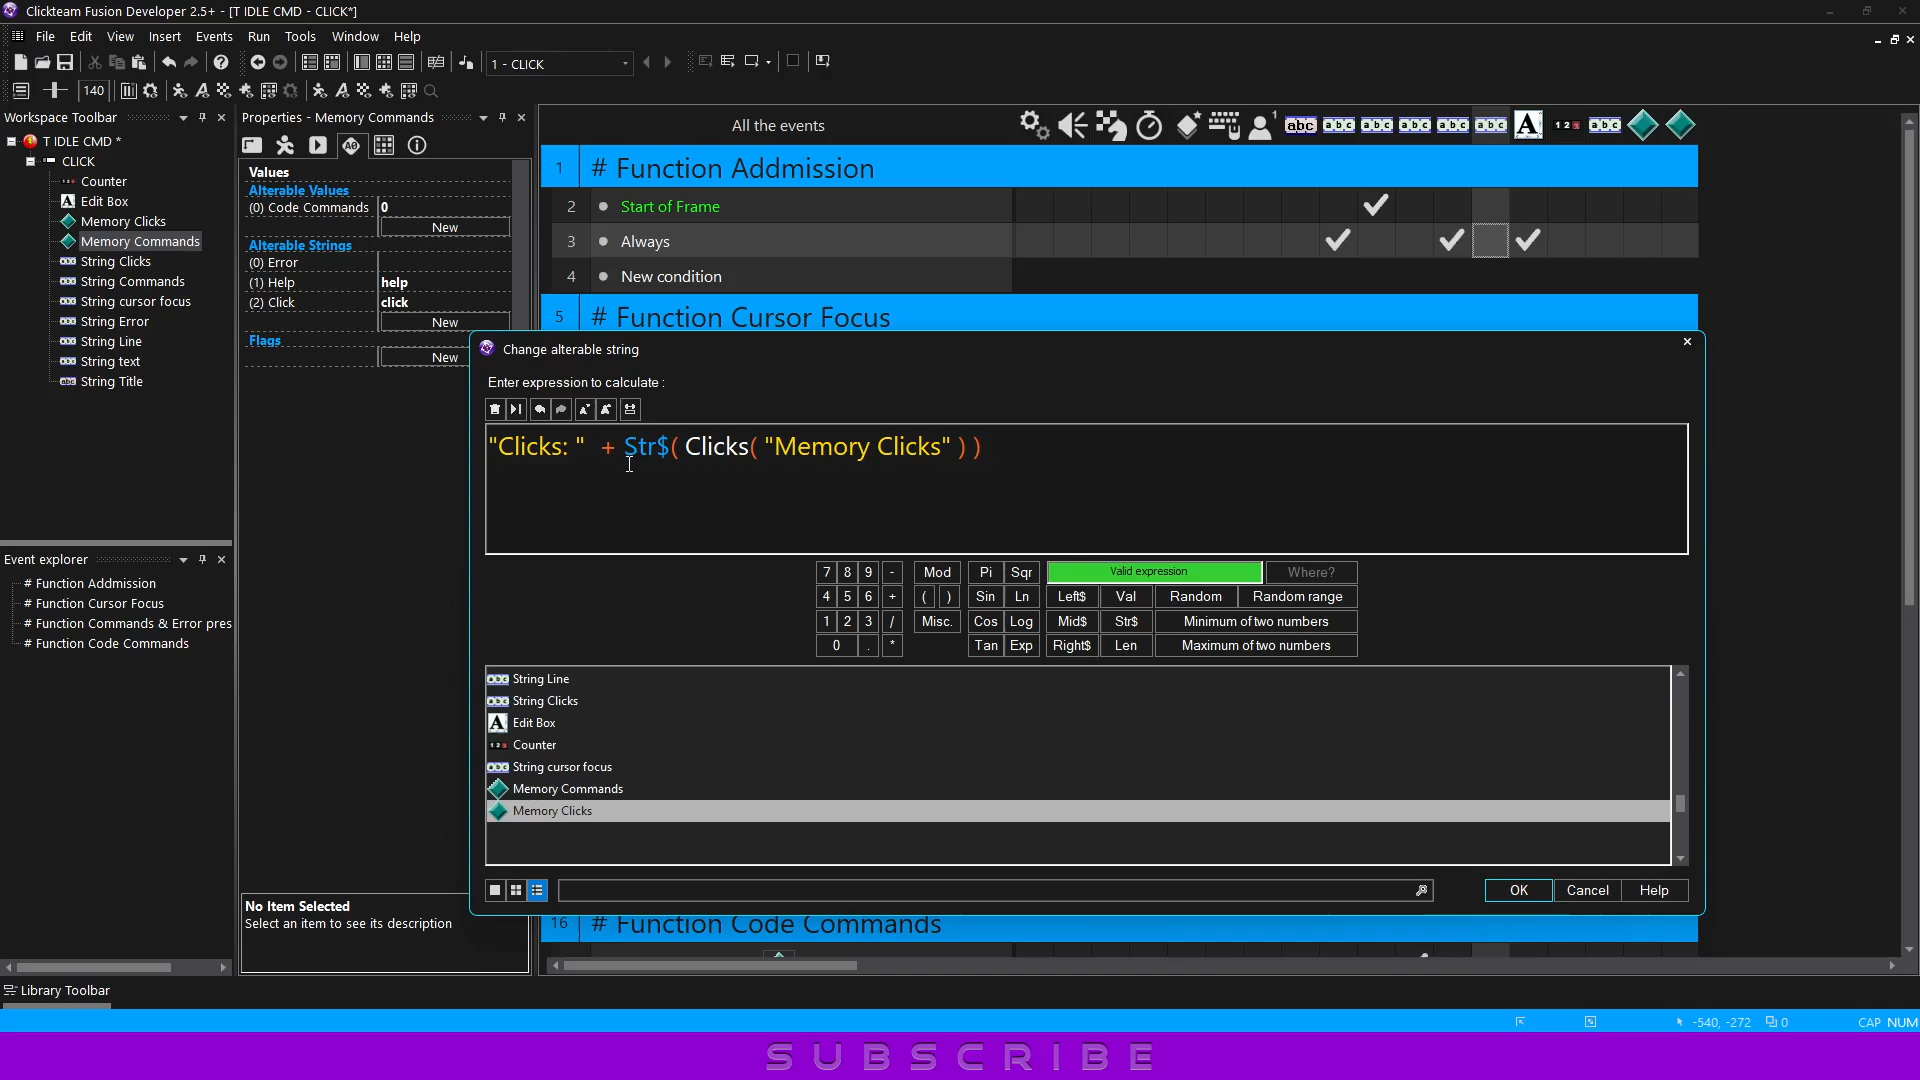 Clickteam Fusion Developer 2.5+ - [T IDLE CMD - CLICK*]
File Edit View Insert Events Run Tools Window Help
1 - CLICK
140
Workspace Toolbar
T IDLE CMD *
CLICK
Counter
Edit Box
Memory Clicks
Memory Commands
String Clicks
String Commands
String cursor focus
String Error
String Line
String text
String Title
Event explorer
# Function Addmission
# Function Cursor Focus
# Function Commands & Error pres
# Function Code Commands
Properties - Memory Commands
Values
Alterable Values
(0) Code Commands 0
New
Alterable Strings
(0) Error
(1) Help help
(2) Click click
New
Flags
New
No Item Selected
Select an item to see its description
All the events
1 # Function Addmission
2 Start of Frame
3 Always
4 New condition
5 # Function Cursor Focus
Change alterable string
Enter expression to calculate :
"Clicks: " + Str$( Clicks( "Memory Clicks" ) )
7 8 9 - Mod Pi Sqr Valid expression Where?
4 5 6 + ( ) Sin Ln Left$ Val Random Random range
1 2 3 / Misc. Cos Log Mid$ Str$ Minimum of two numbers
0 . * Tan Exp Right$ Len Maximum of two numbers
String Line
String Clicks
Edit Box
Counter
String cursor focus
Memory Commands
Memory Clicks
OK Cancel Help
16 # Function Code Commands
Library Toolbar
-540, -272 0 CAP NUM
SUBSCRIBE